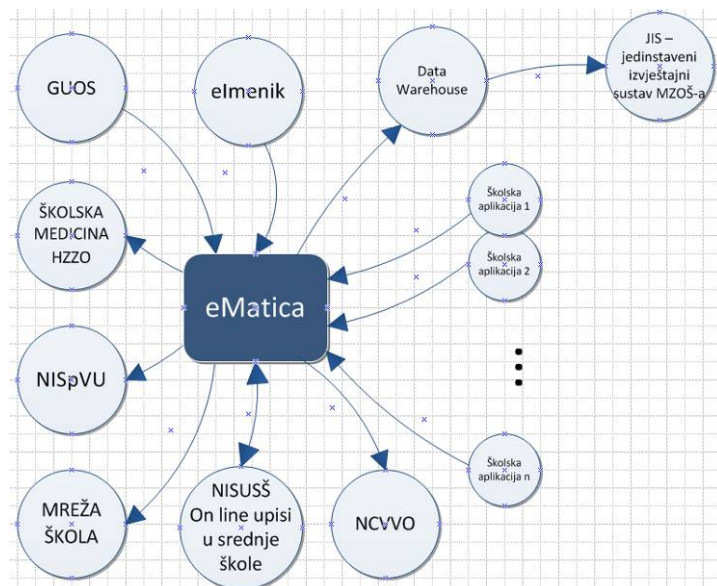 GUOS
eImenik
Data
Warehouse
JIS –
jedinstaveni
izvještajni
sustav MZOŠ-a
ŠKOLSKA
MEDICINA
HZZO
Školska
aplikacija 1
Školska
aplikacija 2
eMatica
NISpVU
Školska
aplikacija n
MREŽA
ŠKOLA
NISUSŠ
On line upisi
u srednje
škole
NCVVO